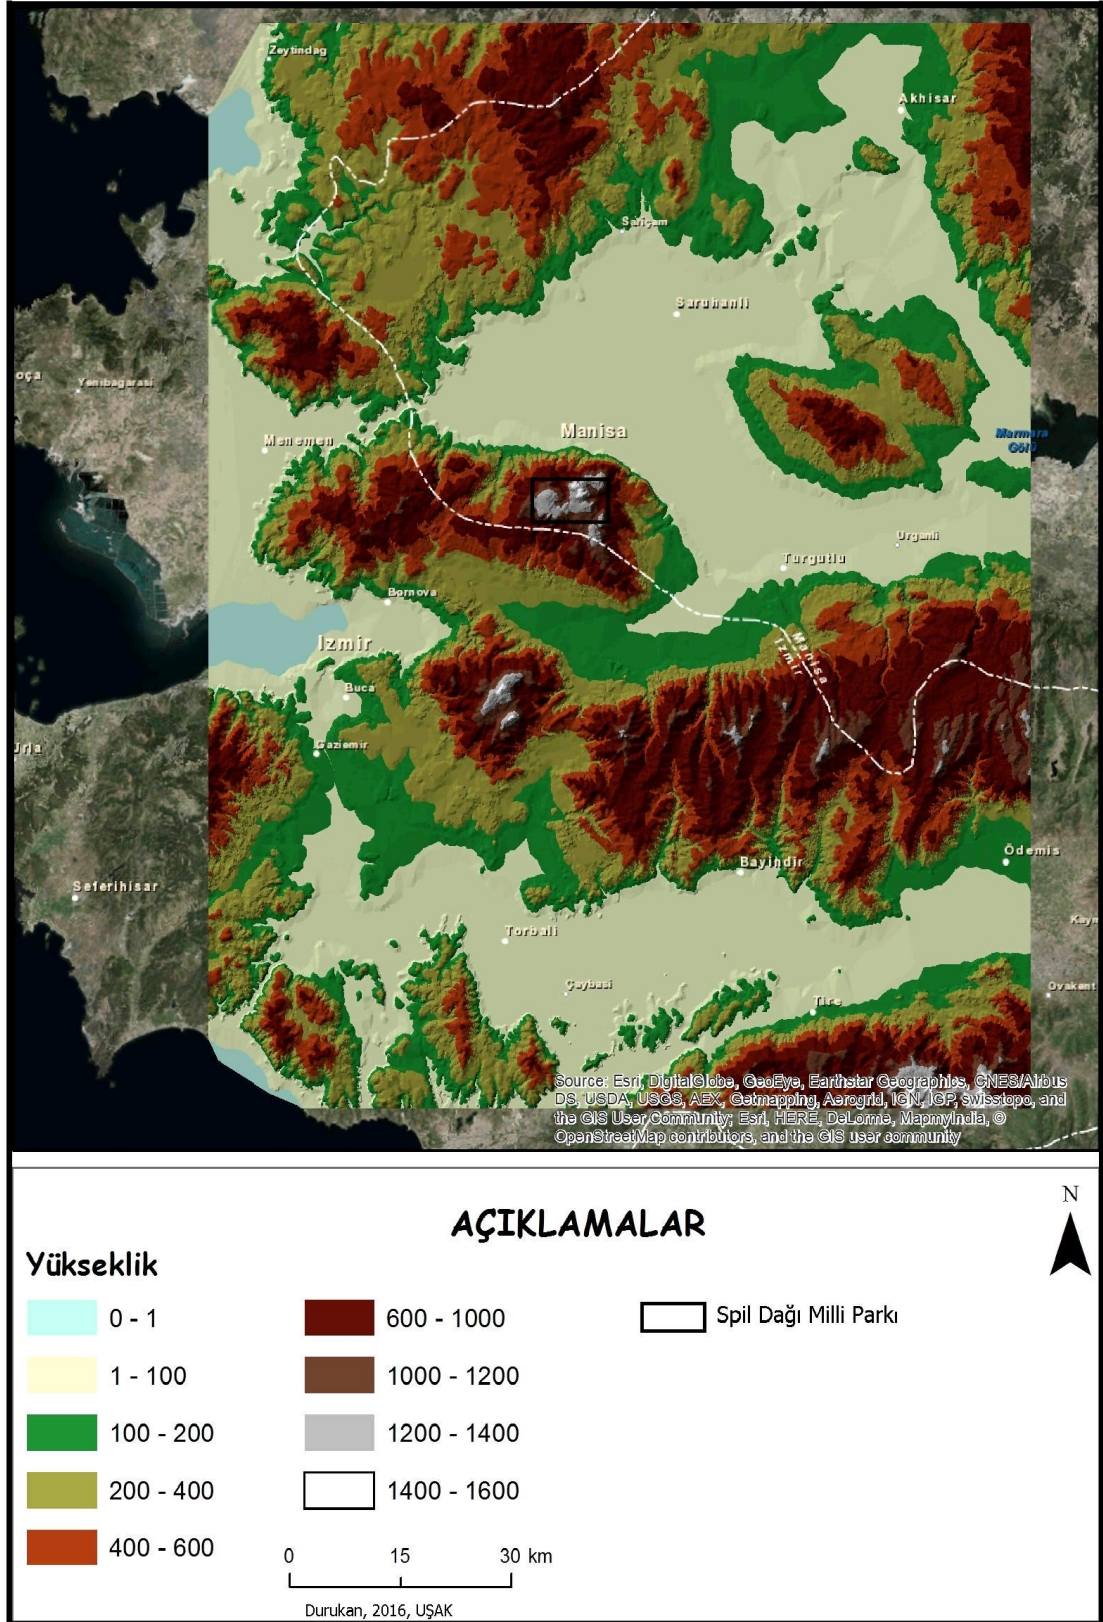 Zeytindag
Akhisar
Sariçam
Saruhanli
oça
Yenibagarasi
Manisa
Menemen
Marmara
Gölü
Urganli
Turgutlu
Bornova
Izmir
Manisa
Izmir
Buca
Gaziemir
Urla
Bayindir
Ödemis
Seferihisar
Torbali
Kaym
Çaybasi
Tire
Ovakent
Source: Esri, DigitalGlobe, GeoEye, Earthstar Geographics, CNES/Airbus
DS, USDA, USGS, AEX, Getmapping, Aerogrid, IGN, IGP, swisstopo, and
the GIS User Community; Esri, HERE, DeLorme, MapmyIndia, ©
OpenStreetMap contributors, and the GIS user community
N
AÇIKLAMALAR
Yükseklik
0 - 1
1 - 100
100 - 200
200 - 400
400 - 600
600 - 1000
1000 - 1200
1200 - 1400
1400 - 1600
Spil Dağı Milli Parkı
0 15 30 km
Durukan, 2016, UŞAK